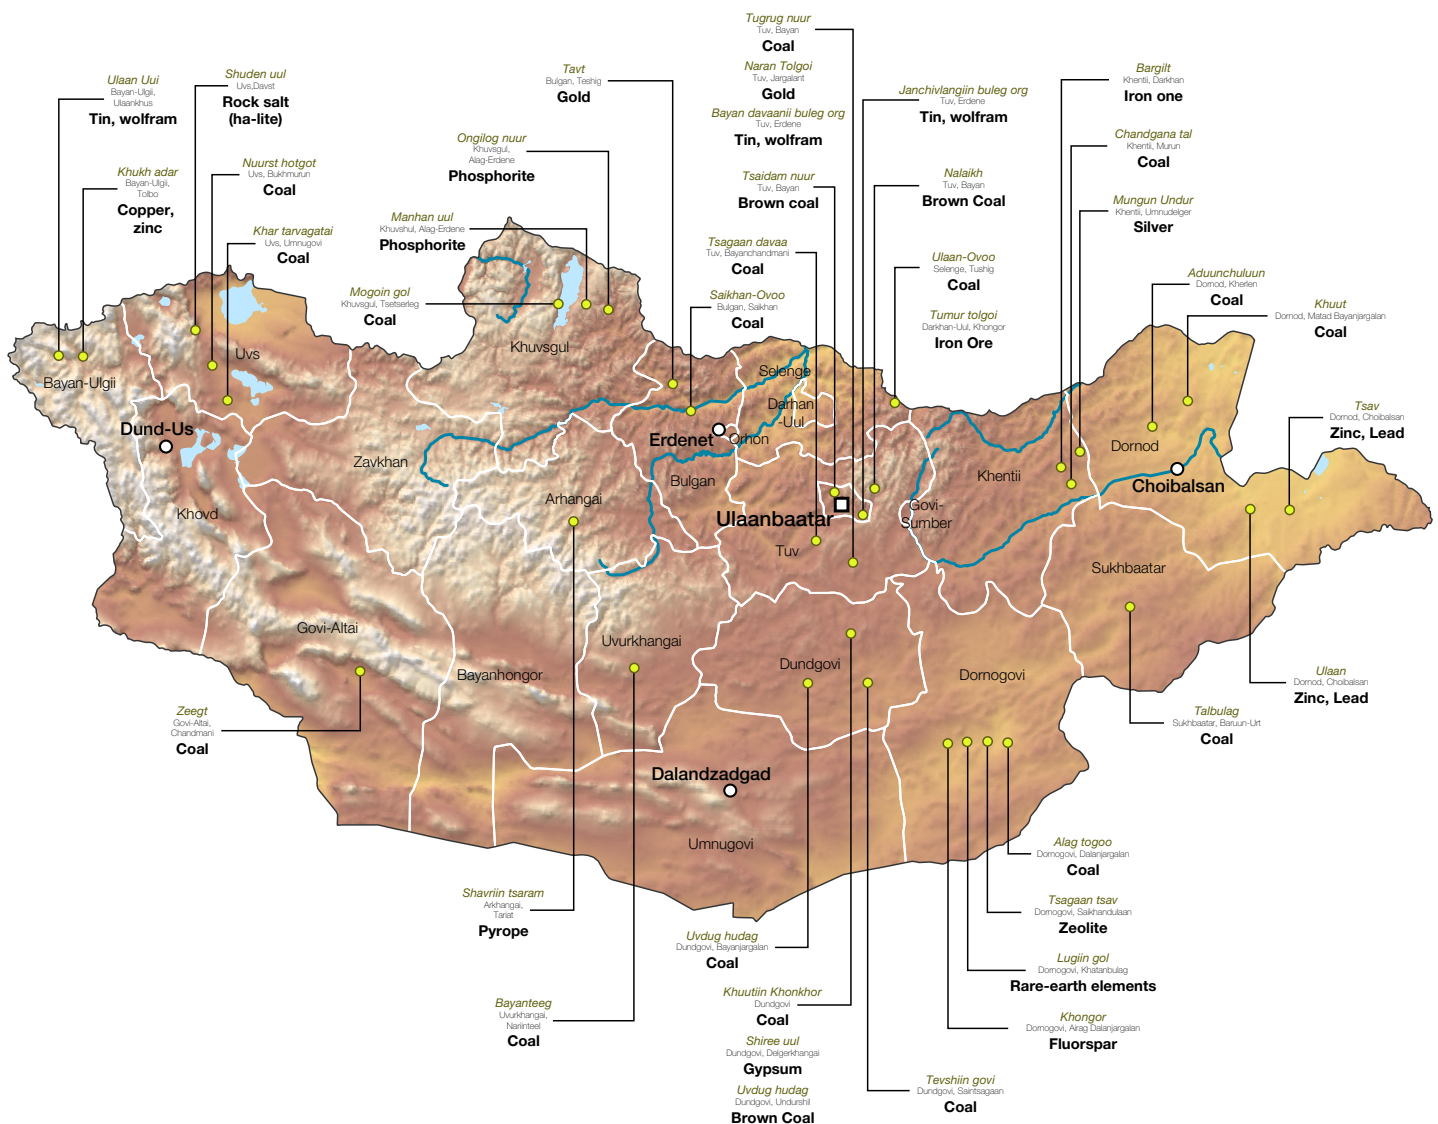 Tugrug nuur
Tuv, Bayan
Coal
Naran Tolgoi
Tuv, Jargalant
Gold
Bayan davaanii buleg org
Tuv, Erdene
Tin, wolfram
Tsaidam nuur
Tuv, Bayan
Brown coal
Tsagaan davaa
Tuv, Bayanchandmani
Coal
Saikhan-Ovoo
Bulgan, Saikhan
Coal
Ulaan Uui
Bayan-Ulgii,
Ulaankhus
Tin, wolfram
Shuden uul
Uvs,Davst
Rock salt
(ha-lite)
Khukh adar
Bayan-Ulgii,
Tolbo
Copper,
zinc
Nuurst hotgot
Uvs, Bukhmurun
Coal
Khar tarvagatai
Uvs, Umnugovi
Coal
Tavt
Bulgan, Teshig
Gold
Ongilog nuur
Khuvsgul,
Alag-Erdene
Phosphorite
Manhan uul
Khuvshul, Alag-Erdene
Phosphorite
Mogoin gol
Khuvsgul, Tsetserleg
Coal
Janchivlangiin buleg org
Tuv, Erdene
Tin, wolfram
Nalaikh
Tuv, Bayan
Brown Coal
Ulaan-Ovoo
Selenge, Tushig
Coal
Tumur tolgoi
Darkhan-Uul, Khongor
Iron Ore
Bargilt
Khentii, Darkhan
Iron one
Chandgana tal
Khentii, Murun
Coal
Mungun Undur
Khentii, Umnudelger
Silver
Aduunchuluun
Dornod, Kherlen
Coal
Khuut
Dornod, Matad Bayanjargalan
Coal
Tsav
Dornod, Choibalsan
Zinc, Lead
Bayan-Ulgii
Uvs
Khuvsgul
Selenge
Darhan
-Uul
Dund-Us
Khovd
Zavkhan
Arhangai
Erdenet
Orhon
Bulgan
Ulaanbaatar
Tuv
Govi-
Sumber
Khentii
Dornod
Choibalsan
Sukhbaatar
Govi-Altai
Bayanhongor
Uvurkhangai
Dundgovi
Dornogovi
Dalandzadgad
Umnugovi
Ulaan
Dornod, Choibalsan
Zinc, Lead
Talbulag
Sukhbaatar, Baruun-Urt
Coal
Zeegt
Govi-Altai,
Chandmani
Coal
Shavriin tsaram
Arkhangai,
Tariat
Pyrope
Bayanteeg
Uvurkhangai,
Nariinteel
Coal
Uvdug hudag
Dundgovi, Bayanjargalan
Coal
Khuutiin Khonkhor
Dundgovi
Coal
Shiree uul
Dundgovi, Delgerkhangai
Gypsum
Uvdug hudag
Dundgovi, Undurshil
Brown Coal
Alag togoo
Dornogovi, Dalanjargalan
Coal
Tsagaan tsav
Dornogovi, Saikhandulaan
Zeolite
Lugiin gol
Dornogovi, Khatanbulag
Rare-earth elements
Khongor
Dornogovi, Airag Dalanjargalan
Fluorspar
Tevshiin govi
Dundgovi, Saintsagaan
Coal